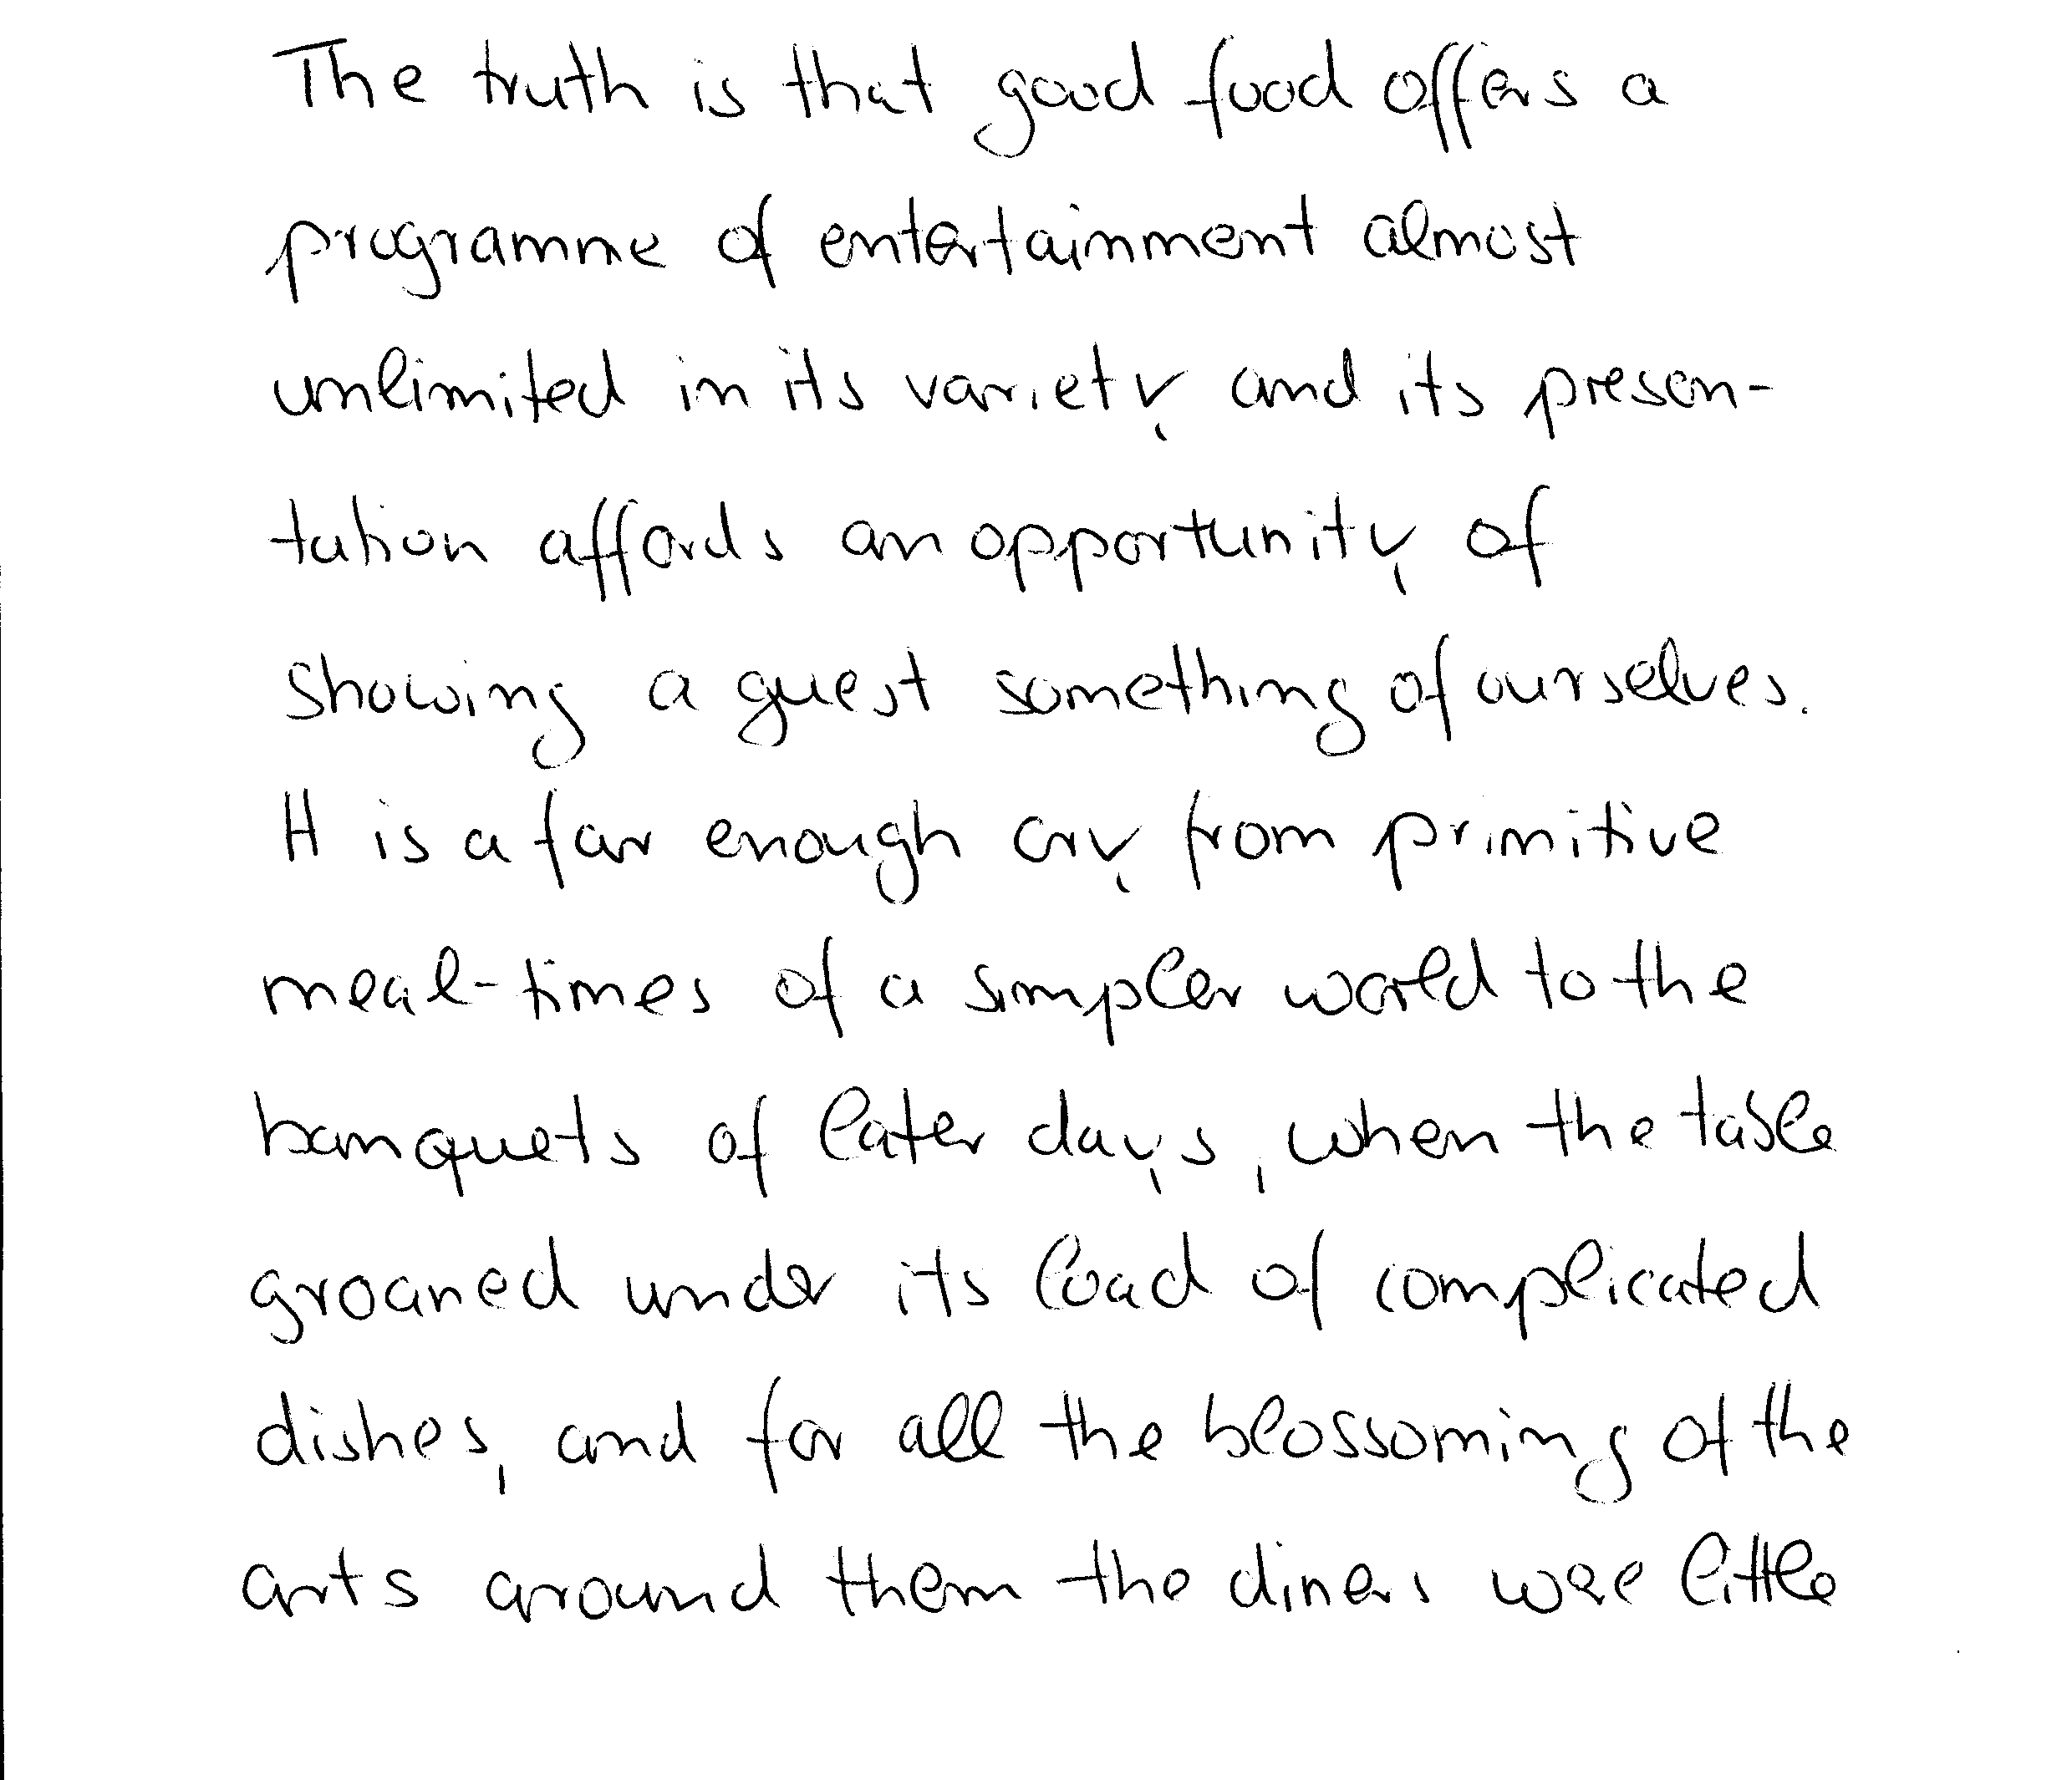 The truth is that good food offers a
programme of entertainment almost
unlimited in its variety and its presen-
tation affords an opportunity of
showing a guest something of ourselves.
It is a far enough cry from primitive
meal-times of a simpler world to the
banquets of later days, when the table
groaned under its load of complicated
dishes, and for all the blossoming of the
arts around them the diners were little